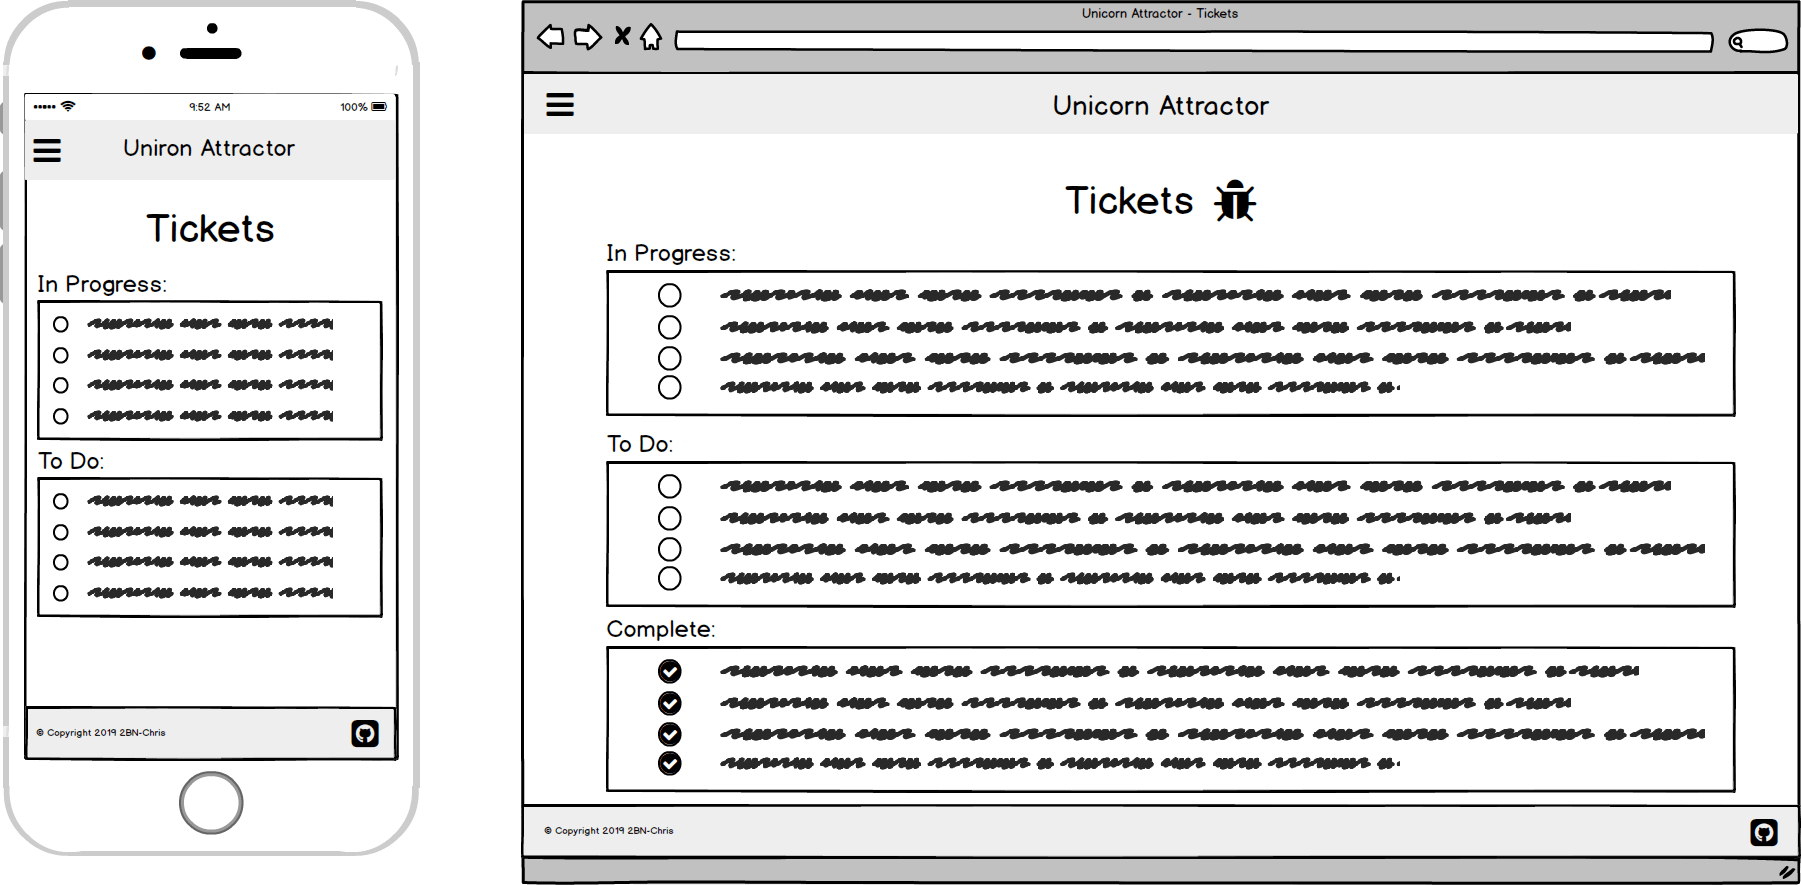 9:52 AM
100%
Uniron Attractor
Tickets
In Progress:
To Do:
© Copyright 2019 2BN-Chris
Unicorn Attractor - Tickets
Unicorn Attractor
Tickets
In Progress:
To Do:
Complete:
© Copyright 2019 2BN-Chris